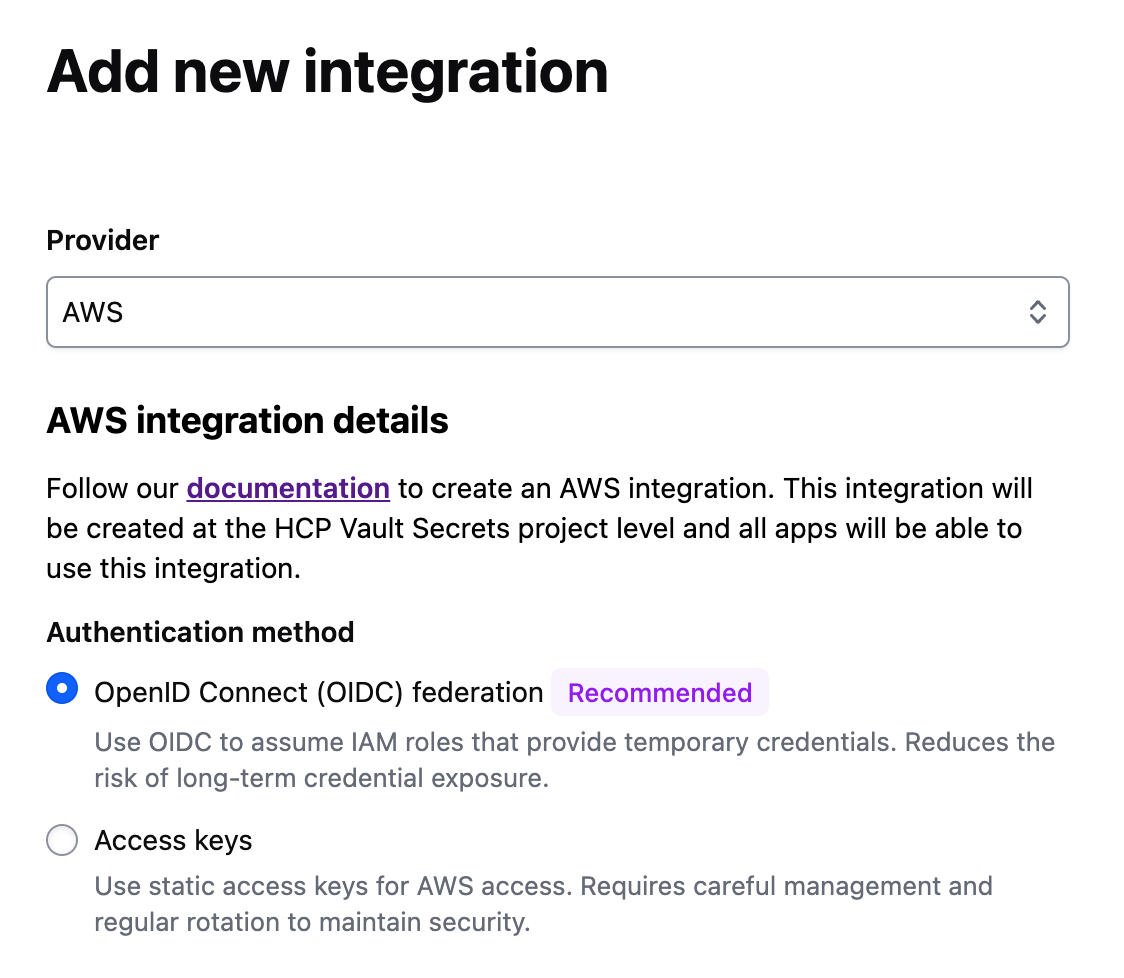 Add new integration
Provider
AWS
AWS integration details
Follow our documentation to create an AWS integration. This integration will
be created at the HCP Vault Secrets project level and all apps will be able to
use this integration.
Authentication method
OpenID Connect (OIDC) federation Recommended
Use OIDC to assume IAM roles that provide temporary credentials. Reduces the
risk of long-term credential exposure.
Access keys
Use static access keys for AWS access. Requires careful management and
regular rotation to maintain security.